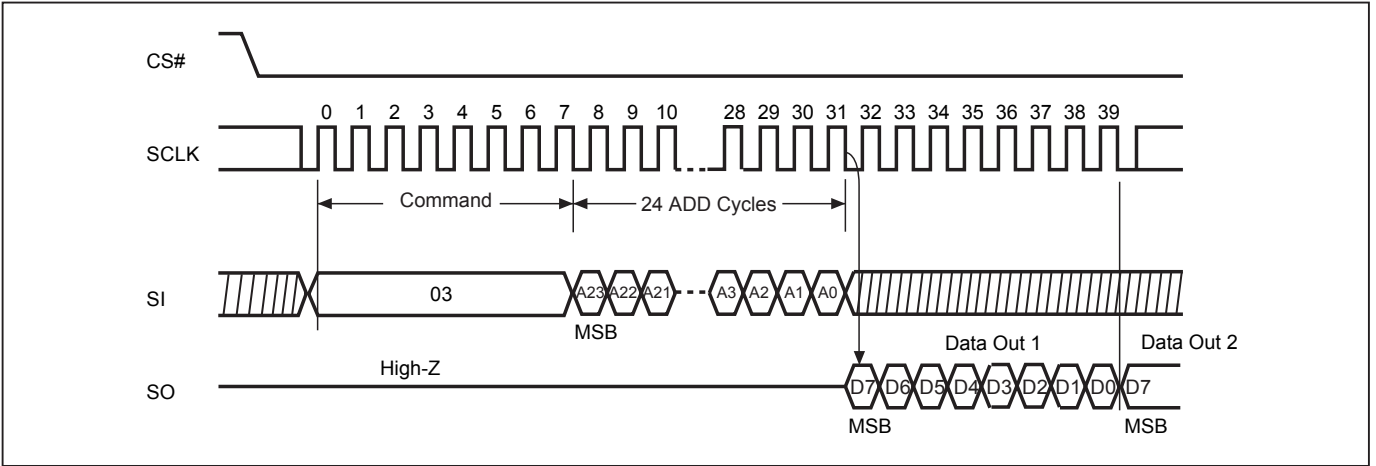 CS#
0 1 2 3 4 5 6 7 8 9 10 28 29 30 31 32 33 34 35 36 37 38 39
SCLK
Command
24 ADD Cycles
SI
03
A23 A22 A21 A3 A2 A1 A0
MSB
Data Out 1
Data Out 2
High-Z
SO
D7 D6 D5 D4 D3 D2 D1 D0 D7
MSB
MSB